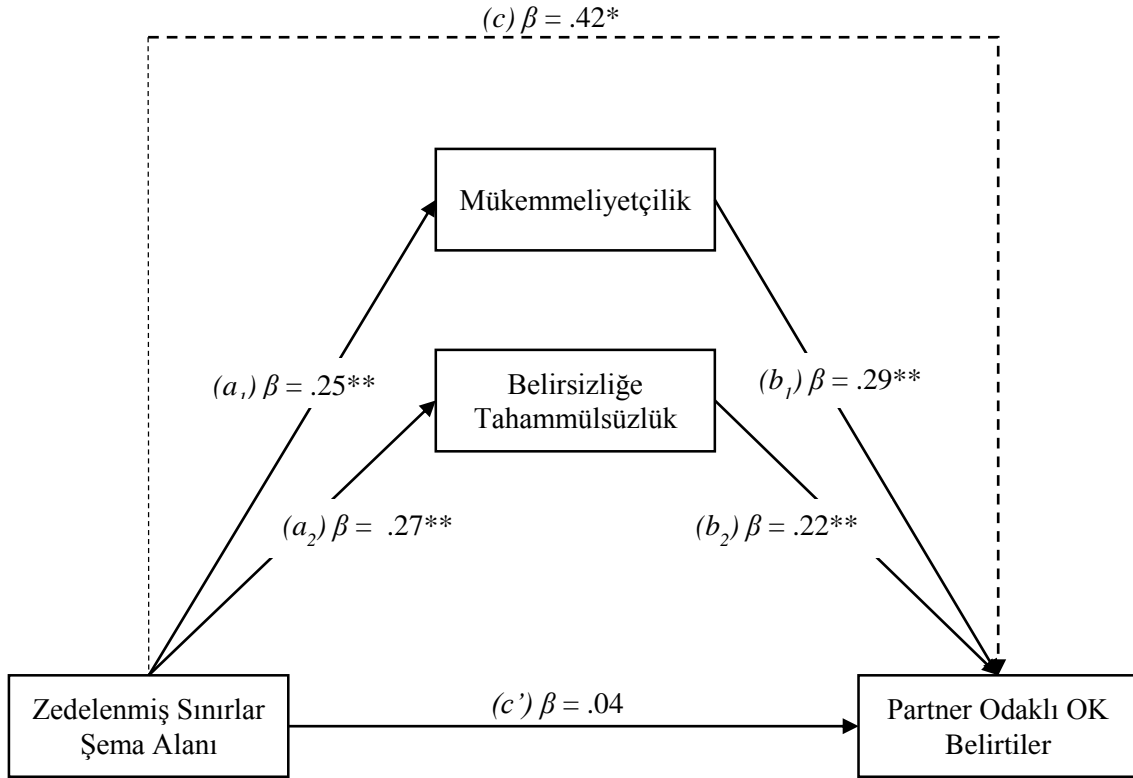 (c) β = .42*
Mükemmeliyetçilik
(a₁) β = .25**
(b₁) β = .29**
Belirsizliğe
Tahammülsüzlük
(a₂) β = .27**
(b₂) β = .22**
Zedelenmiş Sınırlar
Şema Alanı
(c’) β = .04
Partner Odaklı OK
Belirtiler